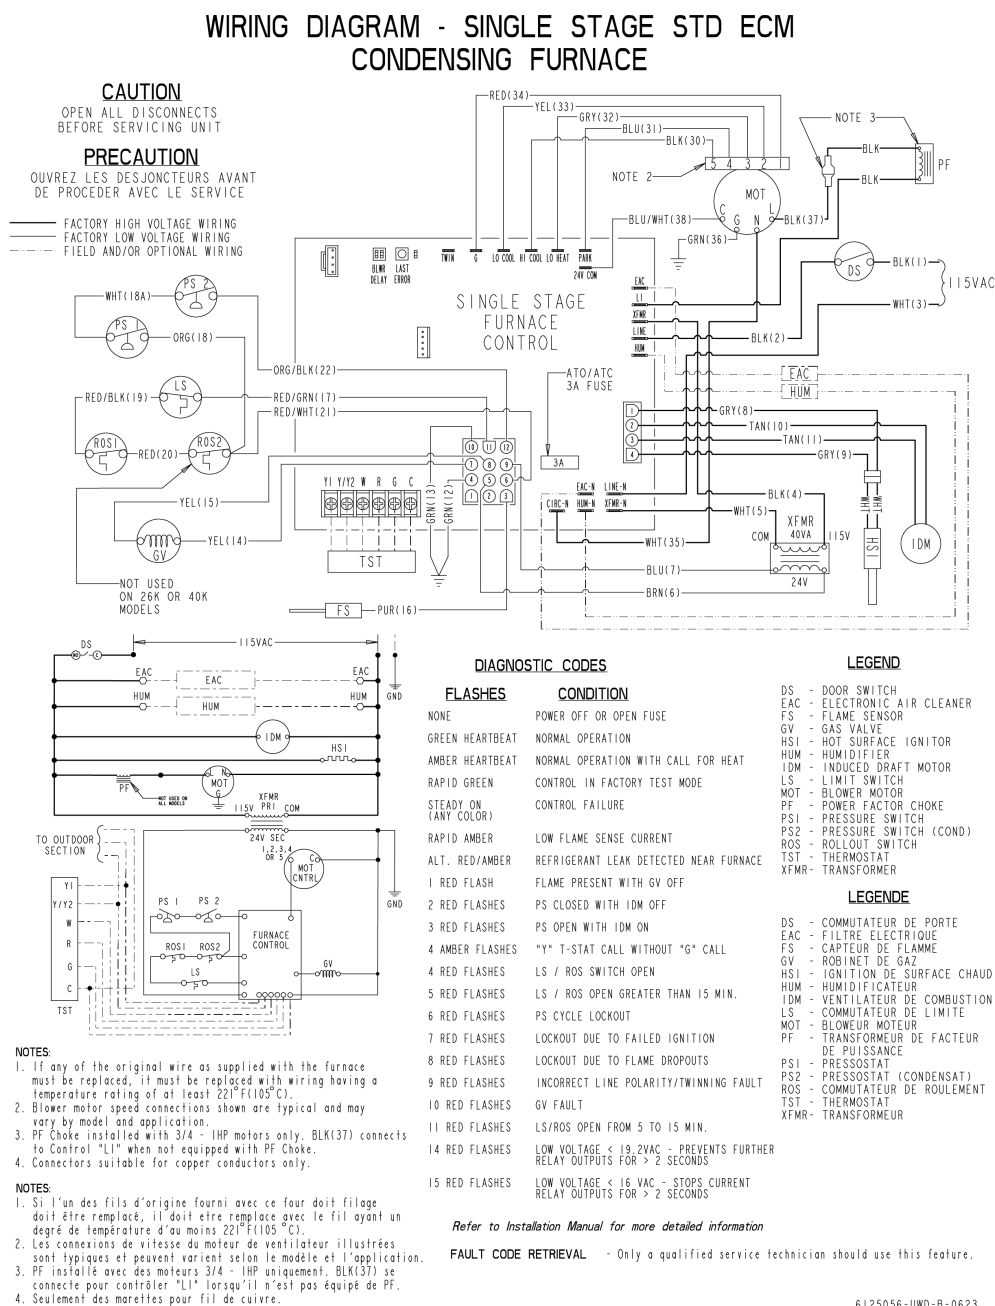 WIRING DIAGRAM - SINGLE STAGE STD ECM
CONDENSING FURNACE
CAUTION
OPEN ALL DISCONNECTS
BEFORE SERVICING UNIT
PRECAUTION
OUVREZ LES DESJONCTEURS AVANT
DE PROCEDER AVEC LE SERVICE
FACTORY HIGH VOLTAGE WIRING
FACTORY LOW VOLTAGE WIRING
FIELD AND/OR OPTIONAL WIRING
RED(34)
YEL(33)
GRY(32)
BLU(31)
BLK(30)
NOTE 2
5 4 3 2 1
MOT
C G N L
NOTE 3
BLK
BLK
PF
BLU/WHT(38)
BLK(37)
GRN(36)
BLWR DELAY
LAST ERROR
TWIN
G
LO COOL
HI COOL
LO HEAT
PARK
24V COM
SINGLE STAGE
FURNACE
CONTROL
EAC
L1
XFMR
LINE
HUM
DS
BLK(1)
115VAC
WHT(3)
BLK(2)
PS 2
WHT(18A)
PS 1
ORG(18)
ORG/BLK(22)
LS
RED/BLK(19)
RED/GRN(17)
RED/WHT(21)
ROS1
RED(20)
ROS2
ATO/ATC
3A FUSE
3A
EAC
HUM
1
2
3
4
GRY(8)
TAN(10)
TAN(11)
GRY(9)
10 11 12
7 8 9
4 5 6
1 2 3
YEL(15)
YEL(14)
GV
Y1 Y/Y2 W R G C
TST
GRN(13)
GRN(12)
EAC-N LINE-N
CIRC-N HUM-N XFMR-N
BLK(4)
WHT(5)
WHT(35)
XFMR
40VA
COM
115V
24V
BLU(7)
BRN(6)
WHT
WHT
HSI
IDM
NOT USED
ON 26K OR 40K
MODELS
FS
PUR(16)
DS
NO C
115VAC
EAC EAC EAC
HUM HUM HUM
GND
IDM
HSI
PF
NOT USED ON
ALL MODELS
L N
MOT
G
XFMR
115V PRI COM
24V SEC
1,2,3,4
OR 5
C
MOT
CNTRL
GND
TO OUTDOOR
SECTION
Y1
Y/Y2
W
R
G
C
TST
PS 1 PS 2
ROS1 ROS2
LS
FURNACE
CONTROL
GV
DIAGNOSTIC CODES
FLASHES CONDITION
NONE POWER OFF OR OPEN FUSE
GREEN HEARTBEAT NORMAL OPERATION
AMBER HEARTBEAT NORMAL OPERATION WITH CALL FOR HEAT
RAPID GREEN CONTROL IN FACTORY TEST MODE
STEADY ON CONTROL FAILURE
(ANY COLOR)
RAPID AMBER LOW FLAME SENSE CURRENT
ALT. RED/AMBER REFRIGERANT LEAK DETECTED NEAR FURNACE
1 RED FLASH FLAME PRESENT WITH GV OFF
2 RED FLASHES PS CLOSED WITH IDM OFF
3 RED FLASHES PS OPEN WITH IDM ON
4 AMBER FLASHES "Y" T-STAT CALL WITHOUT "G" CALL
4 RED FLASHES LS / ROS SWITCH OPEN
5 RED FLASHES LS / ROS OPEN GREATER THAN 15 MIN.
6 RED FLASHES PS CYCLE LOCKOUT
7 RED FLASHES LOCKOUT DUE TO FAILED IGNITION
8 RED FLASHES LOCKOUT DUE TO FLAME DROPOUTS
9 RED FLASHES INCORRECT LINE POLARITY/TWINNING FAULT
10 RED FLASHES GV FAULT
11 RED FLASHES LS/ROS OPEN FROM 5 TO 15 MIN.
14 RED FLASHES LOW VOLTAGE < 19.2VAC - PREVENTS FURTHER
RELAY OUTPUTS FOR > 2 SECONDS
15 RED FLASHES LOW VOLTAGE < 16 VAC - STOPS CURRENT
RELAY OUTPUTS FOR > 2 SECONDS
LEGEND
DS - DOOR SWITCH
EAC - ELECTRONIC AIR CLEANER
FS - FLAME SENSOR
GV - GAS VALVE
HSI - HOT SURFACE IGNITOR
HUM - HUMIDIFIER
IDM - INDUCED DRAFT MOTOR
LS - LIMIT SWITCH
MOT - BLOWER MOTOR
PF - POWER FACTOR CHOKE
PS1 - PRESSURE SWITCH
PS2 - PRESSURE SWITCH (COND)
ROS - ROLLOUT SWITCH
TST - THERMOSTAT
XFMR- TRANSFORMER
LEGENDE
DS - COMMUTATEUR DE PORTE
EAC - FILTRE ELECTRIQUE
FS - CAPTEUR DE FLAMME
GV - ROBINET DE GAZ
HSI - IGNITION DE SURFACE CHAUD
HUM - HUMIDIFICATEUR
IDM - VENTILATEUR DE COMBUSTION
LS - COMMUTATEUR DE LIMITE
MOT - BLOWEUR MOTEUR
PF - TRANSFORMEUR DE FACTEUR
DE PUISSANCE
PS1 - PRESSOSTAT
PS2 - PRESSOSTAT (CONDENSAT)
ROS - COMMUTATEUR DE ROULEMENT
TST - THERMOSTAT
XFMR- TRANSFORMEUR
NOTES:
1. If any of the original wire as supplied with the furnace
must be replaced, it must be replaced with wiring having a
temperature rating of at least 221°F(105°C).
2. Blower motor speed connections shown are typical and may
vary by model and application.
3. PF Choke installed with 3/4 - 1HP motors only. BLK(37) connects
to Control "L1" when not equipped with PF Choke.
4. Connectors suitable for copper conductors only.
NOTES:
1. Si l'un des fils d'origine fourni avec ce four doit filage
doit être remplacé, il doit etre remplace avec le fil ayant un
degré de température d'au moins 221°F(105 °C).
2. Les connexions de vitesse du moteur de ventilateur illustrées
sont typiques et peuvent varient selon le modèle et l'application.
3. PF installé avec des moteurs 3/4 - 1HP uniquement. BLK(37) se
connecte pour contrôler "L1" lorsqu'il n'est pas équipé de PF.
4. Seulement des marettes pour fil de cuivre.
Refer to Installation Manual for more detailed information
FAULT CODE RETRIEVAL - Only a qualified service technician should use this feature.
6125056-UWD-B-0623